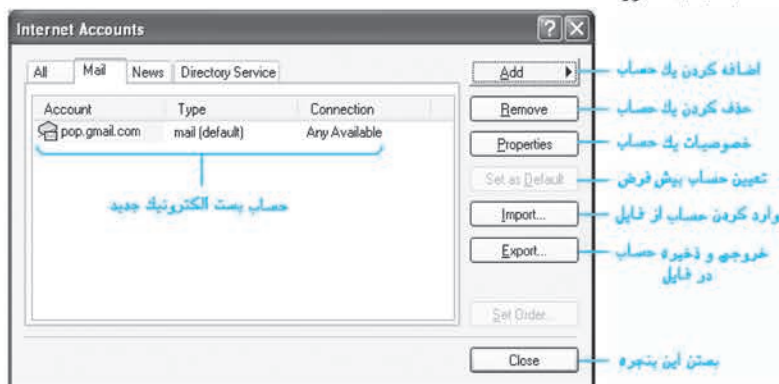 Internet Accounts
All Mail News Directory Service
Account Type Connection
pop.gmail.com mail (default) Any Available
حساب پست الکترونیک جدید
Add
اضافه کردن یک حساب
Remove
حذف کردن یک حساب
Properties
خصوصیات یک حساب
Set as Default
تعیین حساب پیش فرض
Import...
وارد کردن حساب از فایل
Export...
خروجی و ذخیره حساب
در فایل
Set Order...
Close
بستن این پنجره